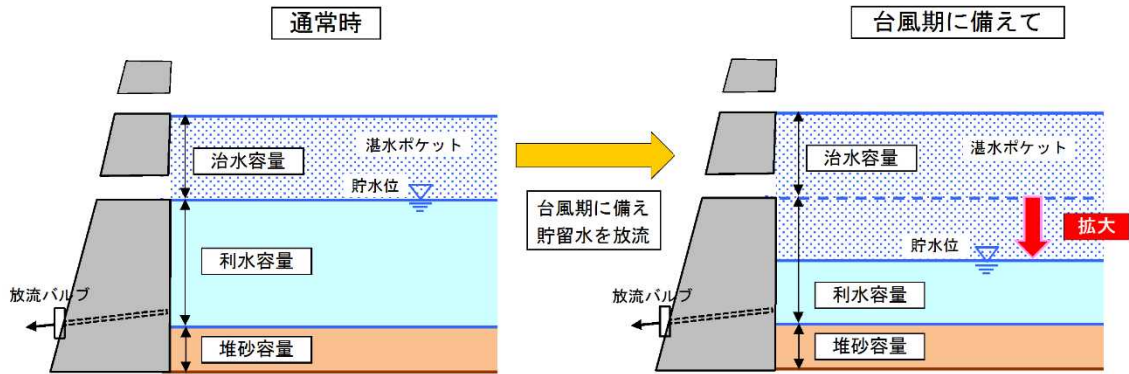 通常時
治水容量
湛水ポケット
貯水位
利水容量
放流バルブ
堆砂容量
台風期に備え
貯留水を放流
台風期に備えて
治水容量
湛水ポケット
拡大
貯水位
利水容量
放流バルブ
堆砂容量